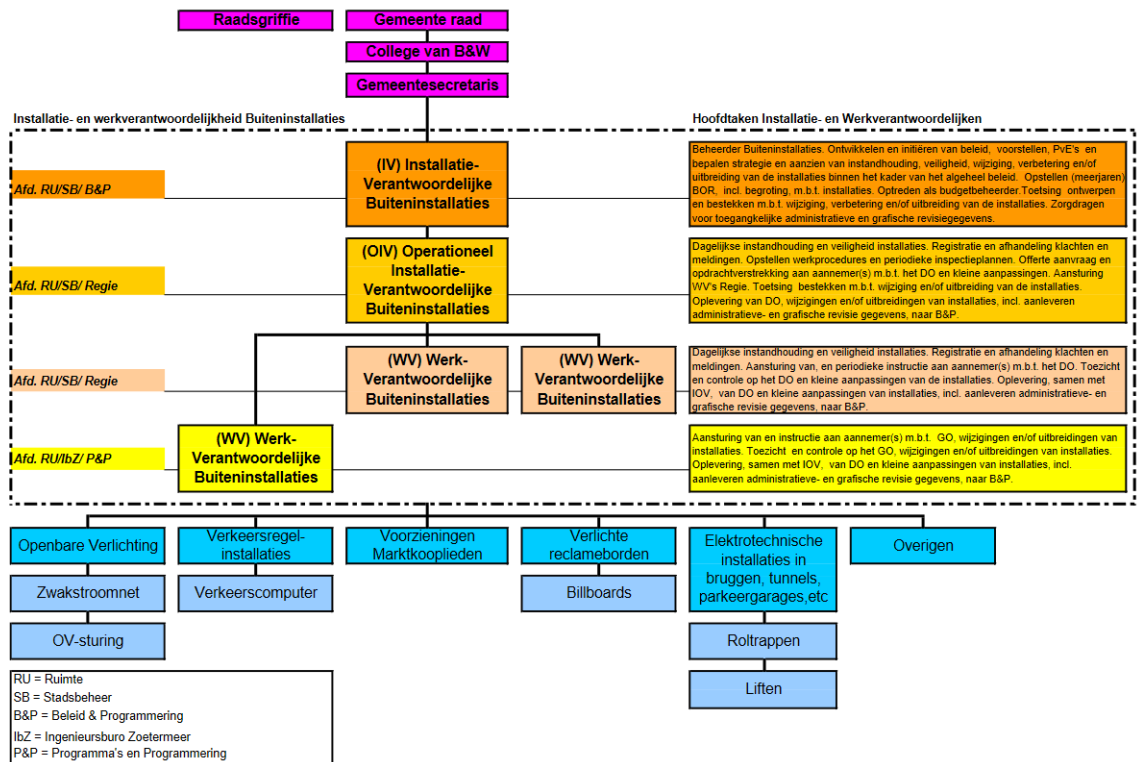 Raadsgriffie
Gemeente raad
College van B&W
Gemeentesecretaris
Installatie- en werkverantwoordelijkheid Buiteninstallaties
Hoofdtaken Installatie- en Werkverantwoordelijken
Afd. RU/SB/ B&P
(IV) Installatie-
Verantwoordelijke
Buiteninstallaties
Beheerder Buiteninstallaties. Ontwikkelen en initiëren van beleid, voorstellen, PvE's en
bepalen strategie en aanzien van instandhouding, veiligheid, wijziging, verbetering en/of
uitbreiding van de installaties binnen het kader van het algeheel beleid. Opstellen (meerjaren)
BOR, incl. begroting, m.b.t. installaties. Optreden als budgetbeheerder.Toetsing ontwerpen
en bestekken m.b.t. wijziging, verbetering en/of uitbreiding van de installaties. Zorgdragen
voor toegangkelijke administratieve en grafische revisiegegevens.
Afd. RU/SB/ Regie
(OIV) Operationeel
Installatie-
Verantwoordelijke
Buiteninstallaties
Dagelijkse instandhouding en veiligheid installaties. Registratie en afhandeling klachten en
meldingen. Opstellen werkprocedures en periodieke inspectieplannen. Offerte aanvraag en
opdrachtverstrekking aan aannemer(s) m.b.t. het DO en kleine aanpassingen. Aansturing
WV's Regie. Toetsing bestekken m.b.t. wijziging en/of uitbreiding van de installaties.
Oplevering van DO, wijzigingen en/of uitbreidingen van installaties, incl. aanleveren
administratieve- en grafische revisie gegevens, naar B&P.
Afd. RU/SB/ Regie
(WV) Werk-
Verantwoordelijke
Buiteninstallaties
(WV) Werk-
Verantwoordelijke
Buiteninstallaties
Dagelijkse instandhouding en veiligheid installaties. Registratie en afhandeling klachten en
meldingen. Aansturing van, en periodieke instructie aan aannemer(s) m.b.t. het DO. Toezicht
en controle op het DO en kleine aanpassingen van de installaties. Oplevering, samen met
IOV, van DO en kleine aanpassingen van installaties, incl. aanleveren administratieve- en
grafische revisie gegevens, naar B&P.
Afd. RU/IbZ/ P&P
(WV) Werk-
Verantwoordelijke
Buiteninstallaties
Aansturing van en instructie aan aannemer(s) m.b.t. GO, wijzigingen en/of uitbreidingen van
installaties. Toezicht en controle op het GO, wijzigingen en/of uitbreidingen van installaties.
Oplevering, samen met IOV, van DO en kleine aanpassingen van installaties, incl.
aanleveren administratieve- en grafische revisie gegevens, naar B&P.
Openbare Verlichting
Verkeersregel-
installaties
Voorzieningen
Marktkooplieden
Verlichte
reclameborden
Elektrotechnische
installaties in
bruggen, tunnels,
parkeergarages,etc
Overigen
Zwakstroomnet
Verkeerscomputer
Billboards
OV-sturing
Roltrappen
Liften
RU = Ruimte
SB = Stadsbeheer
B&P = Beleid & Programmering
IbZ = Ingenieursburo Zoetermeer
P&P = Programma's en Programmering